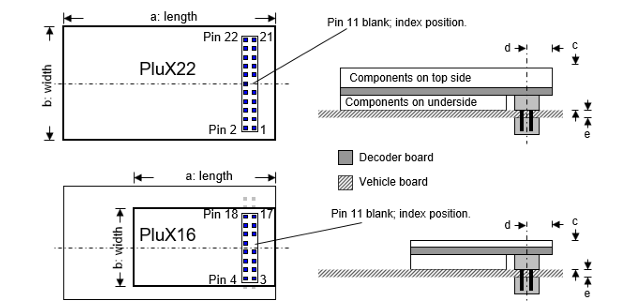 a: length
Pin 22 21
Pin 11 blank; index position.
PluX22
b: width
Pin 2 1
d
c
Components on top side
Components on underside
e
Decoder board
Vehicle board
a: length
Pin 18 17
Pin 11 blank; index position.
PluX16
b: width
Pin 4 3
d
c
e